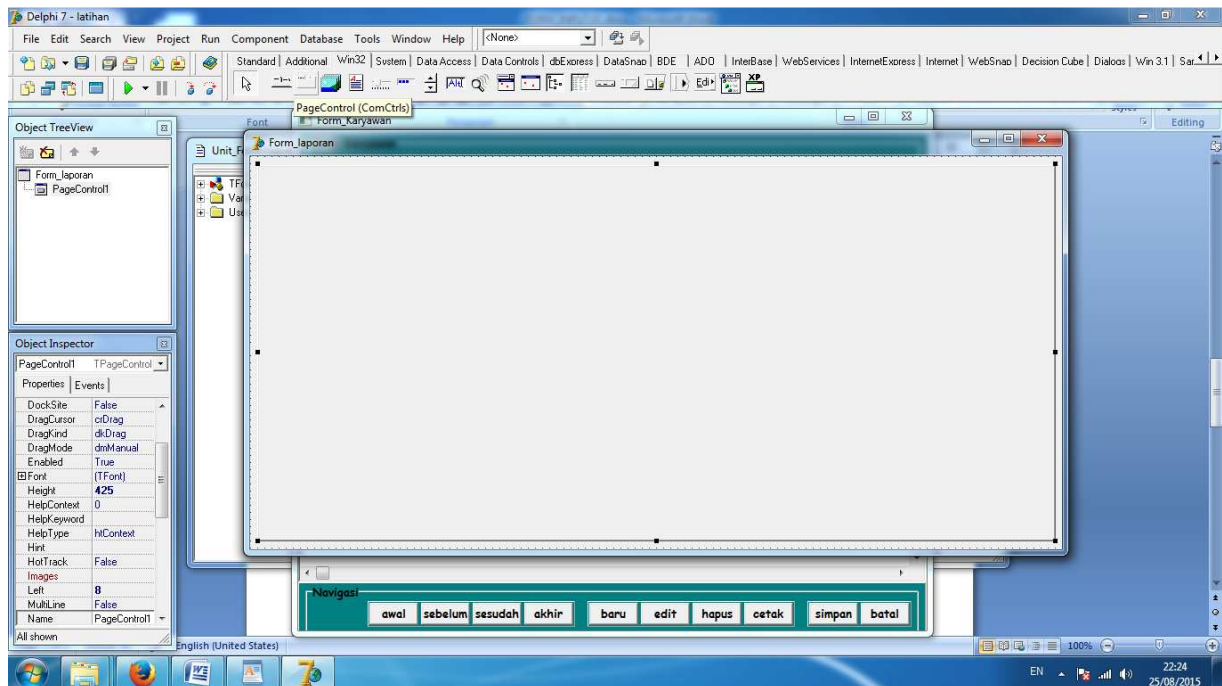 Delphi 7 - latihan
File Edit Search View Project Run Component Database Tools Window Help <None>
Standard Additional Win32 System Data Access Data Controls dbExpress DataSnap BDE ADO InterBase WebServices InternetExpress Internet WebSnap Decision Cube Dialogs Win 3.1 Sar
PageControl (ComCtrls)
Font
Form_Karyawan
Editing
Object TreeView
Form_laporan
PageControl1
Unit_F
TFo
Var
Use
Form_laporan
Object Inspector
PageControl1 TPageControl
Properties Events
DockSite False
DragCursor crDrag
DragKind dkDrag
DragMode dmManual
Enabled True
Font (TFont)
Height 425
HelpContext 0
HelpKeyword
HelpType htContext
Hint
HotTrack False
Images
Left 8
MultiLine False
Name PageControl1
All shown
Navigasi
awal sebelum sesudah akhir baru edit hapus cetak simpan batal
English (United States)
100%
EN
22:24
25/08/2015